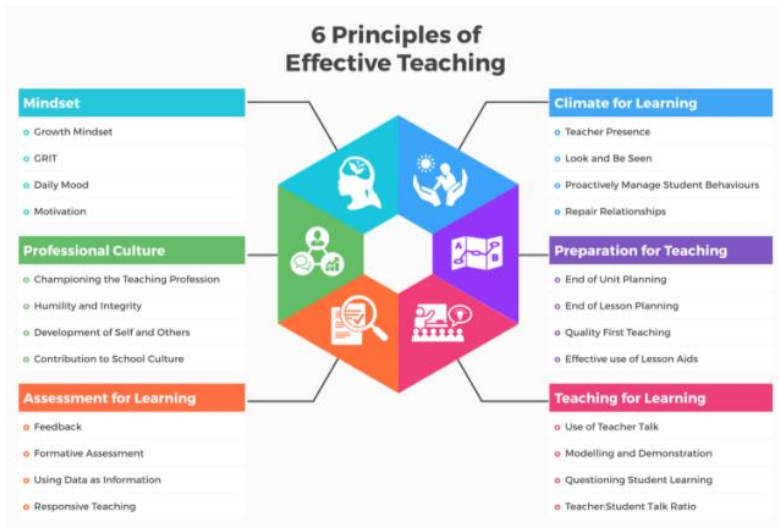 6 Principles of
Effective Teaching
Mindset
Growth Mindset
GRIT
Daily Mood
Motivation
Professional Culture
Championing the Teaching Profession
Humility and Integrity
Development of Self and Others
Contribution to School Culture
Assessment for Learning
Feedback
Formative Assessment
Using Data as Information
Responsive Teaching
A
B
Climate for Learning
Teacher Presence
Look and Be Seen
Proactively Manage Student Behaviours
Repair Relationships
Preparation for Teaching
End of Unit Planning
End of Lesson Planning
Quality First Teaching
Effective use of Lesson Aids
Teaching for Learning
Use of Teacher Talk
Modelling and Demonstration
Questioning Student Learning
Teacher:Student Talk Ratio